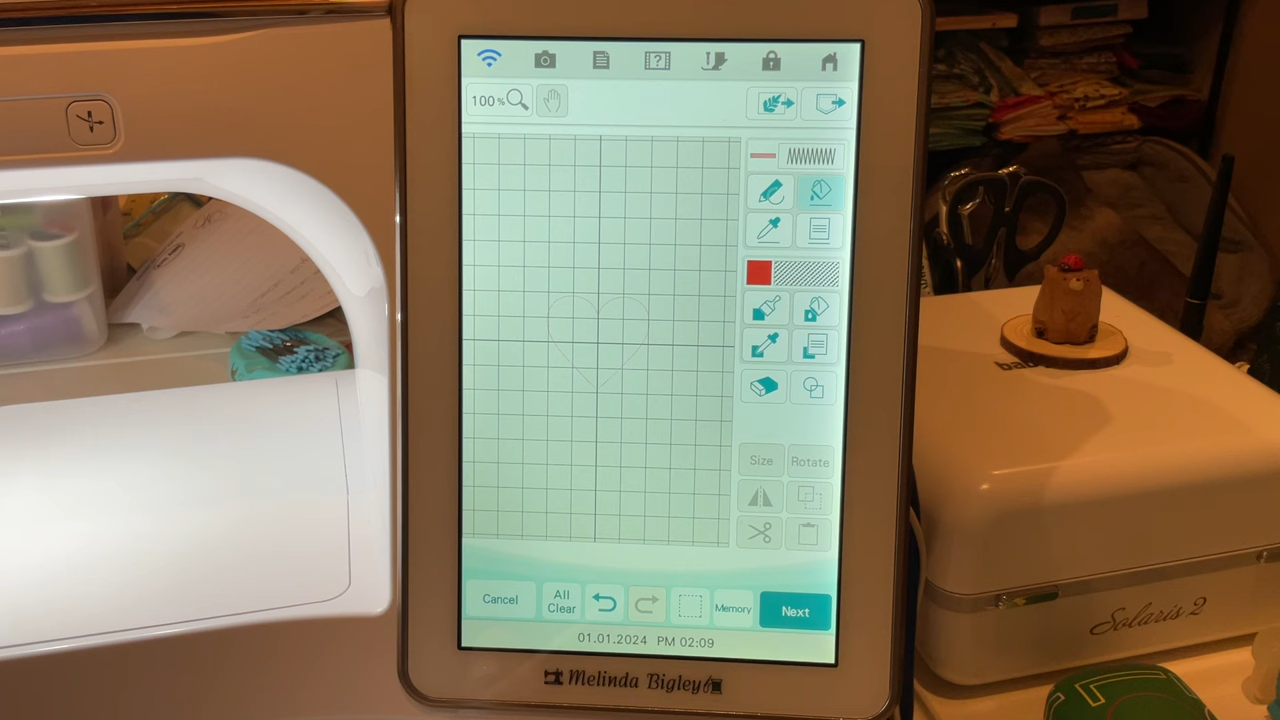 100%
Size
Rotate
Cancel
All
Clear
Memory
Next
01.01.2024 PM 02:09
Melinda Bigley
Solaris 2